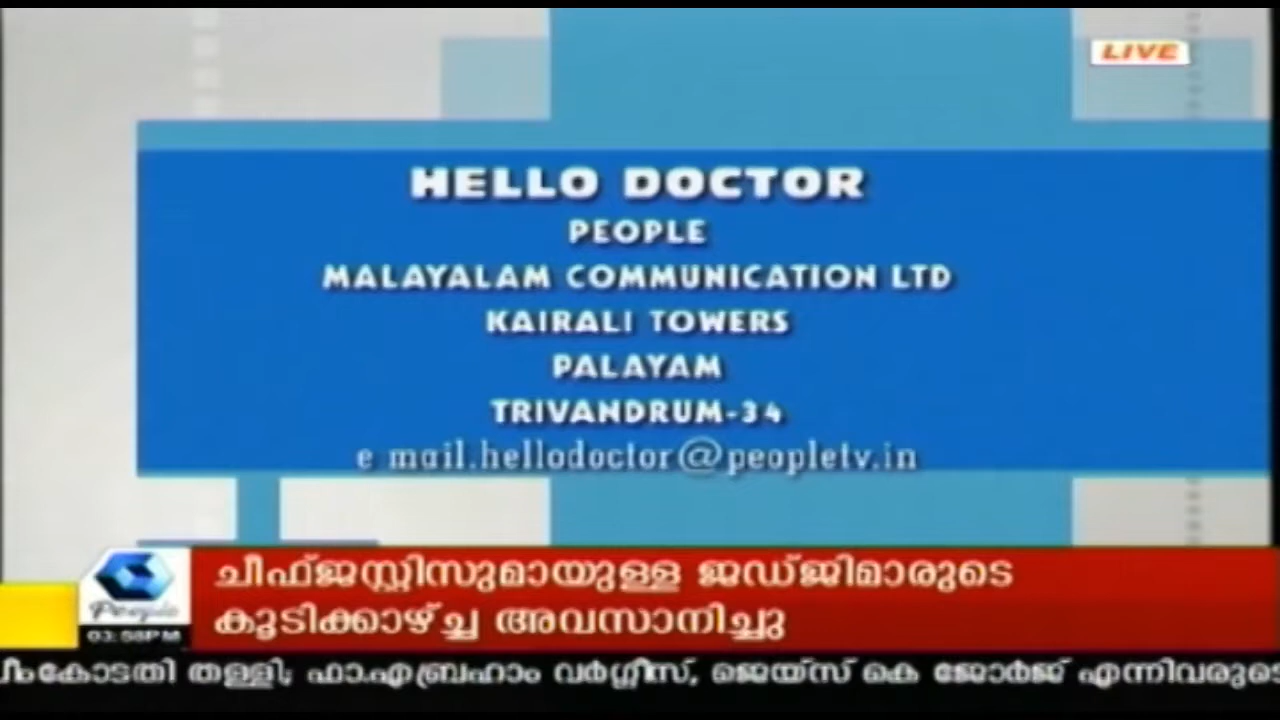 LIVE
HELLO DOCTOR
PEOPLE
MALAYALAM COMMUNICATION LTD
KAIRALI TOWERS
PALAYAM
TRIVANDRUM-34
e mail.hellodoctor@peopletv.in
ചീഫ്ജസ്റ്റിസുമായുള്ള ജഡ്ജിമാരുടെ
കൂടിക്കാഴ്ച്ച അവസാനിച്ചു
People
03:58PM
തള്ളി; ഫാ.എബ്രഹാം വർഗ്ഗീസ്, ജെയ്സ് കെ ജോർജ് എന്നിവരുടെ